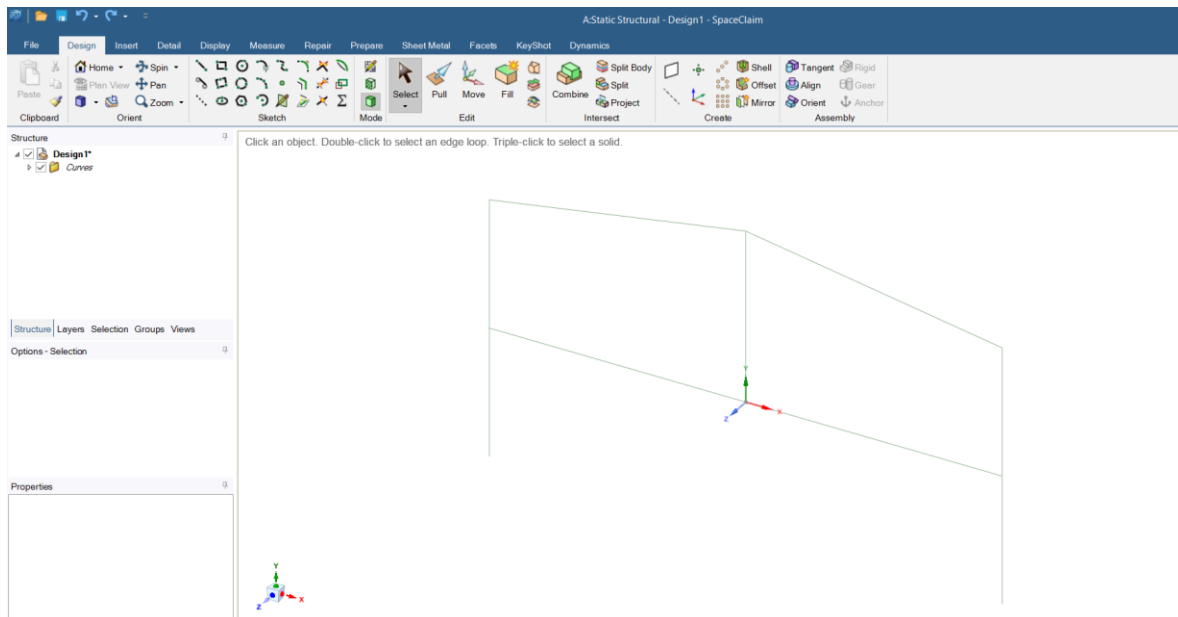 A:Static Structural - Design1 - SpaceClaim
File Design Insert Detail Display Measure Repair Prepare Sheet Metal Facets KeyShot Dynamics
Paste
Home Spin
Plan View Pan
Zoom
Select Pull Move Fill
Combine
Split Body
Split
Project
Shell
Offset
Mirror
Tangent Rigid
Align Gear
Orient Anchor
Clipboard Orient Sketch Mode Edit Intersect Create Assembly
Structure
Design1*
Curves
Structure Layers Selection Groups Views
Options - Selection
Properties
Click an object. Double-click to select an edge loop. Triple-click to select a solid.
Y
Z
X
Y
Z
X